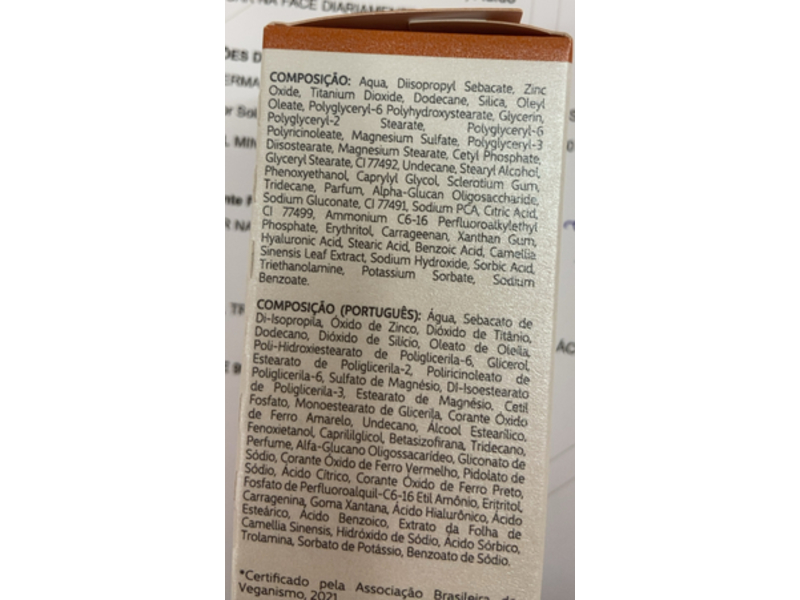 NA FACE DIARIAMEN
COMPOSIÇÃO: Aqua, Diisopropyl Sebacate, Zinc
Oxide, Titanium Dioxide, Dodecane, Silica, Oleyl
Oleate, Polyglyceryl-6 Polyhydroxystearate, Glycerin,
Polyglyceryl-2 Stearate, Polyglyceryl-6
Polyricinoleate, Magnesium Sulfate, Polyglyceryl-3
Diisostearate, Magnesium Stearate, Cetyl Phosphate,
Glyceryl Stearate, CI 77492, Undecane, Stearyl Alcohol,
Phenoxyethanol, Caprylyl Glycol, Sclerotium Gum,
Tridecane, Parfum, Alpha-Glucan Oligosaccharide,
Sodium Gluconate, CI 77491, Sodium PCA, Citric Acid,
CI 77499, Ammonium C6-16 Perfluoroalkylethyl
Phosphate, Erythritol, Carrageenan, Xanthan Gum,
Hyaluronic Acid, Stearic Acid, Benzoic Acid, Camellia
Sinensis Leaf Extract, Sodium Hydroxide, Sorbic Acid,
Triethanolamine, Potassium Sorbate, Sodium
Benzoate.
COMPOSIÇÃO (PORTUGUÊS): Água, Sebacato de
Di-Isopropila, Óxido de Zinco, Dióxido de Titânio,
Dodecano, Dióxido de Silício, Oleato de Oleíla,
Poli-Hidroxiestearato de Poliglicerila-6, Glicerol,
Estearato de Poliglicerila-2, Poliricinoleato de
Poliglicerila-6, Sulfato de Magnésio, DI-Isoestearato
de Poliglicerila-3, Estearato de Magnésio, Cetil
Fosfato, Monoestearato de Glicerila, Corante Óxido
de Ferro Amarelo, Undecano, Álcool Estearílico,
Fenoxietanol, Caprililglicol, Betasizofirana, Tridecano,
Perfume, Alfa-Glucano Oligossacarídeo, Gliconato de
Sódio, Corante Óxido de Ferro Vermelho, Pidolato de
Sódio, Ácido Cítrico, Corante Óxido de Ferro Preto,
Fosfato de Perfluoroalquil-C6-16 Etil Amônio, Eritritol,
Carragenina, Goma Xantana, Ácido Hialurônico, Ácido
Esteárico, Ácido Benzoico, Extrato da Folha de
Camellia Sinensis, Hidróxido de Sódio, Ácido Sórbico,
Trolamina, Sorbato de Potássio, Benzoato de Sódio.
*Certificado pela Associação Brasileira de
Veganismo, 2021